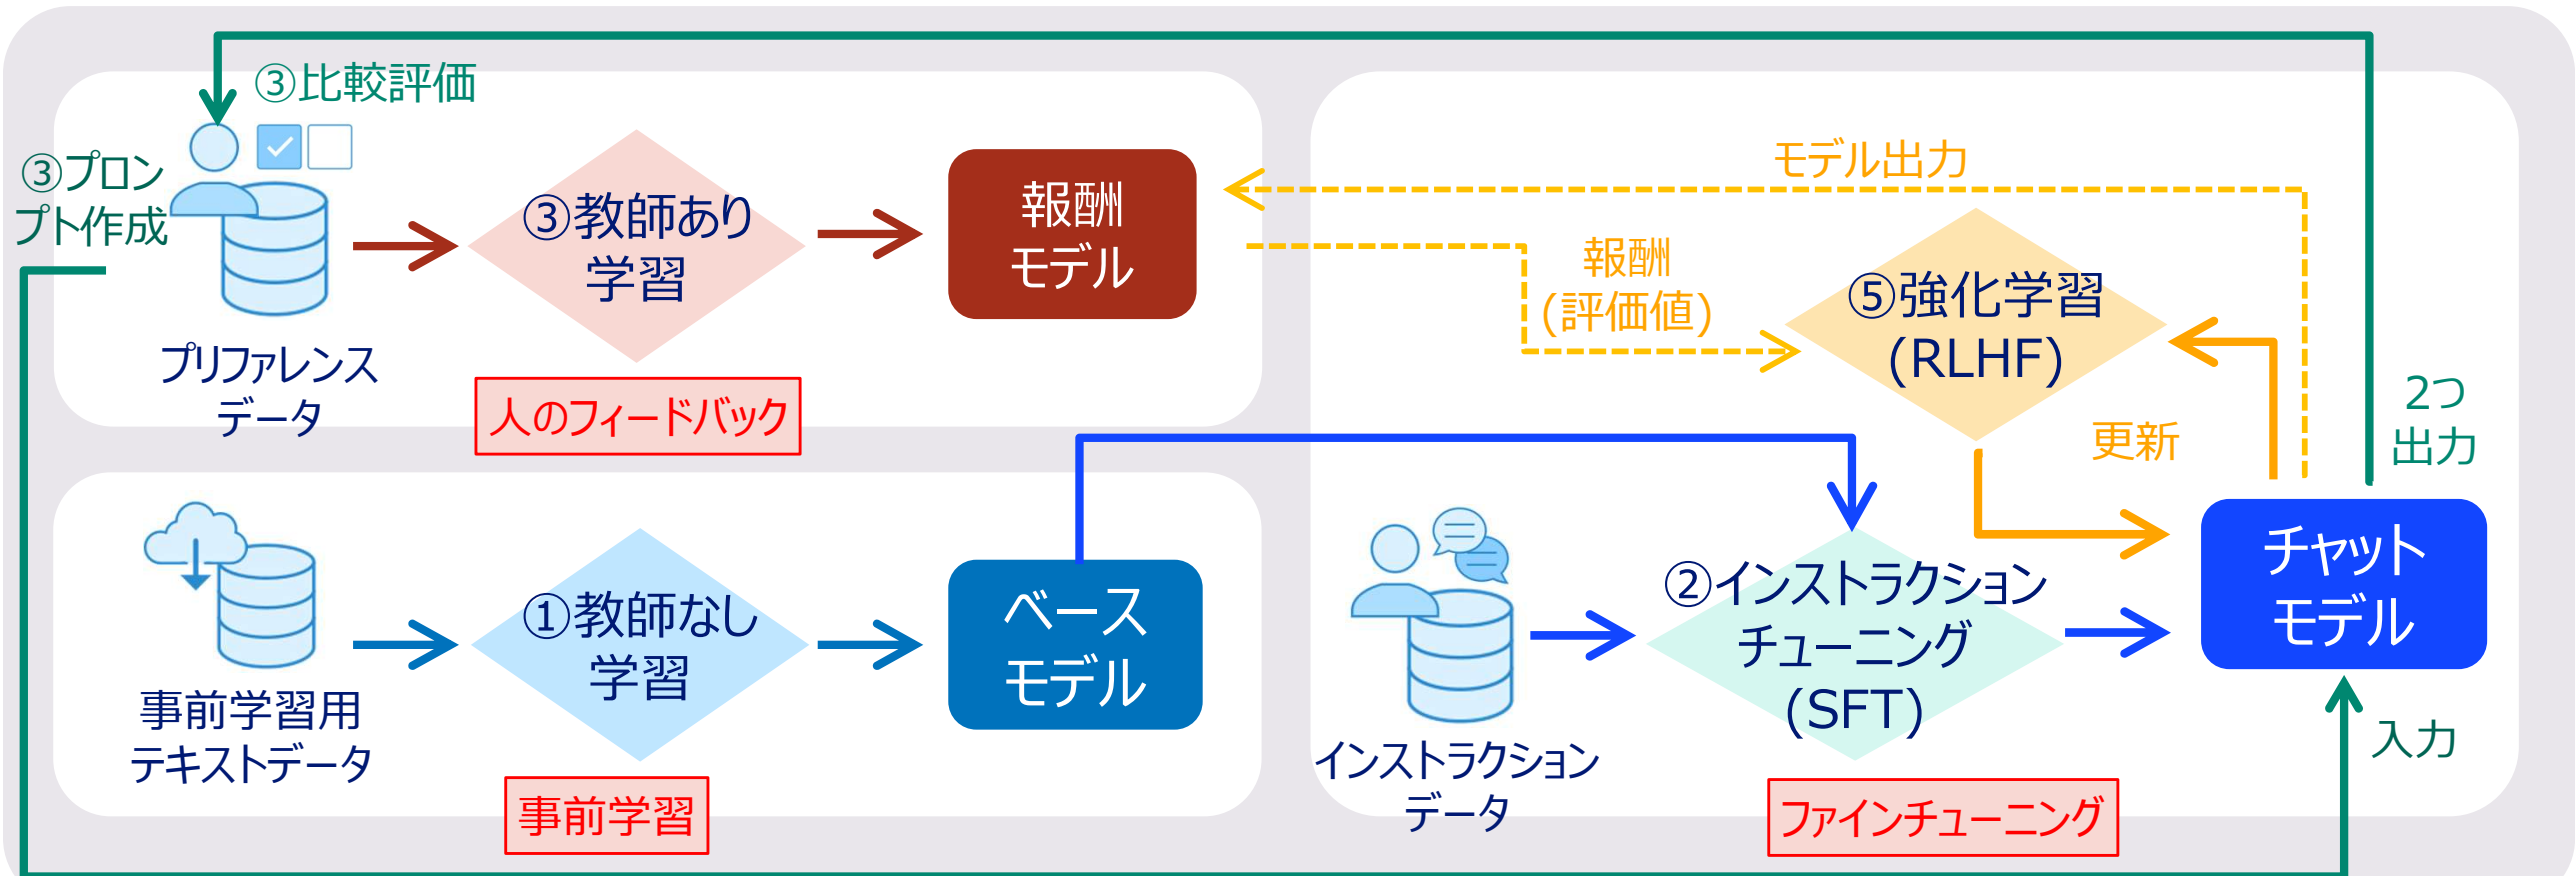 ③比較評価
③プロン
プト作成
③教師あり
学習
報酬
モデル
プリファレンス
データ
人のフィードバック
モデル出力
報酬
(評価値)
⑤強化学習
(RLHF)
更新
2つ
出力
①教師なし
学習
ベース
モデル
事前学習用
テキストデータ
事前学習
②インストラクション
チューニング
(SFT)
チャット
モデル
インストラクション
データ
ファインチューニング
入力